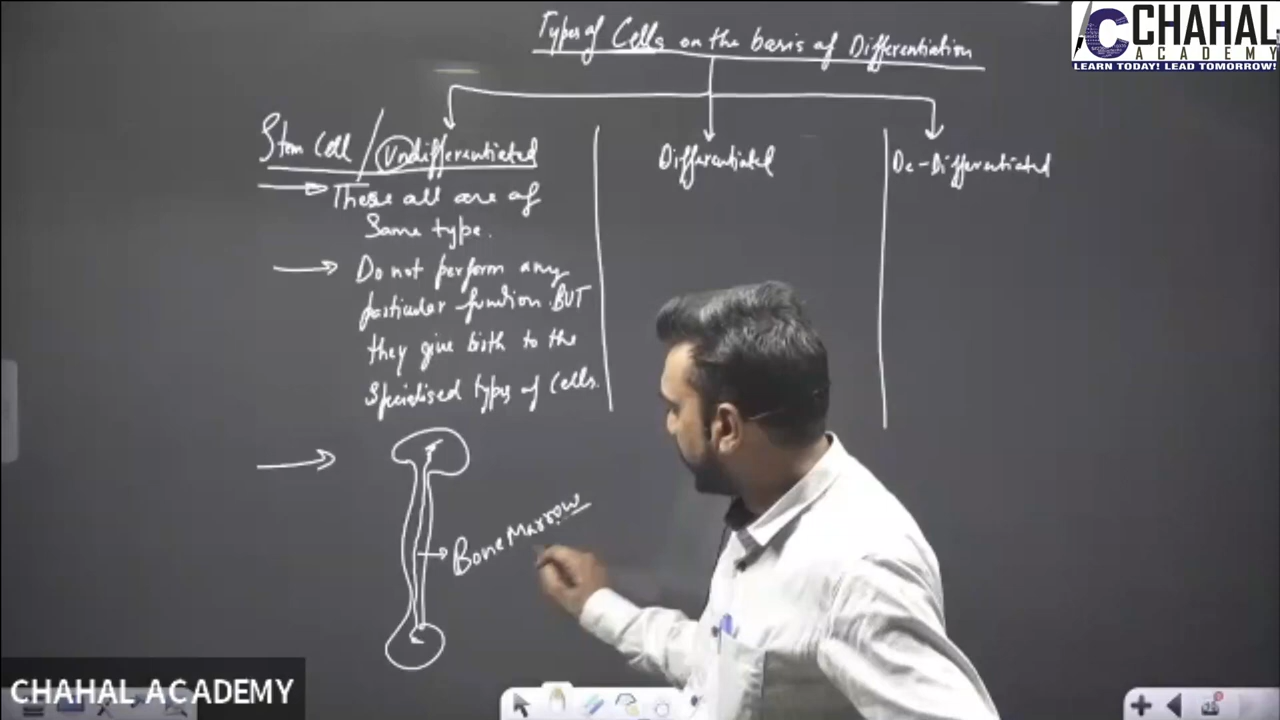 CHAHAL
ACADEMY
LEARN TODAY! LEAD TOMORROW!
Types of Cells on the basis of Differentiation
Stem Cell / Undifferentiated
Differentiated
De-Differentiated
These all are of
Same type.
Do not perform any
particular function. BUT
they give birth to the
Specialised types of Cells.
Bone Marrow
CHAHAL ACADEMY